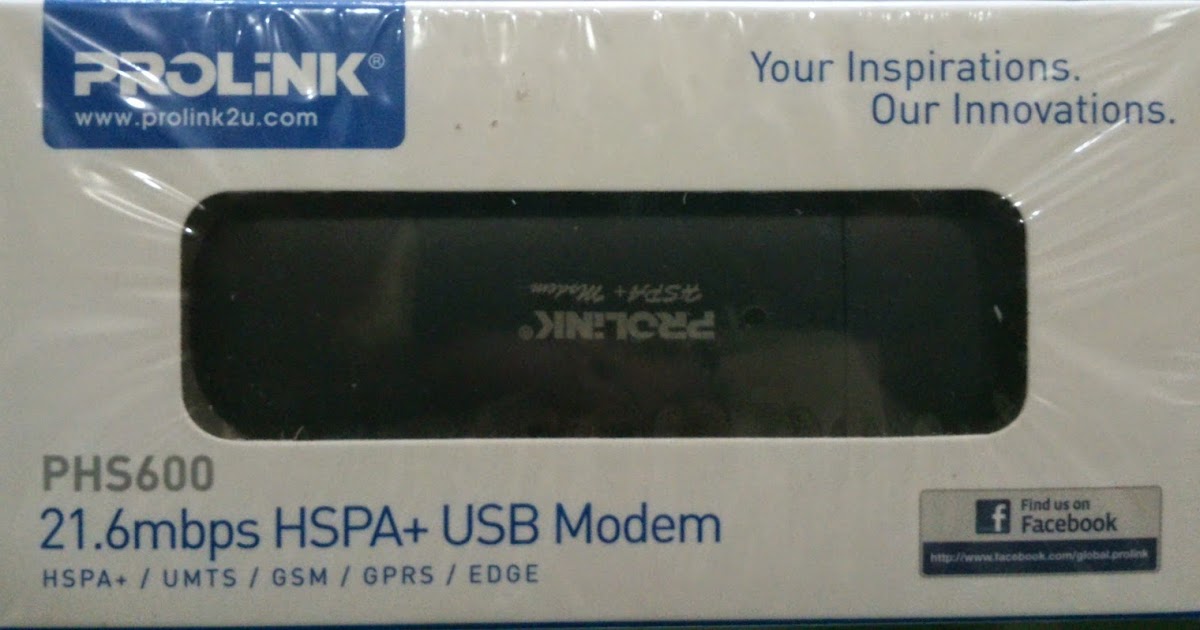 PROLiNK®
www.prolink2u.com
Your Inspirations.
Our Innovations.
PROLiNK®
HSPA+ Modem
PHS600
21.6mbps HSPA+ USB Modem
HSPA+ / UMTS / GSM / GPRS / EDGE
f
Find us on
Facebook
http://www.facebook.com/global.prolink